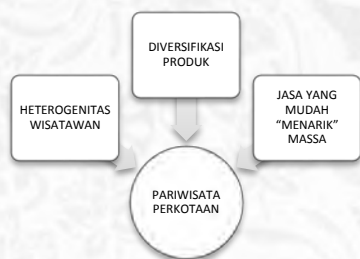 DIVERSIFIKASI
PRODUK
HETEROGENITAS
WISATAWAN
JASA YANG
MUDAH
“MENARIK”
MASSA
PARIWISATA
PERKOTAAN